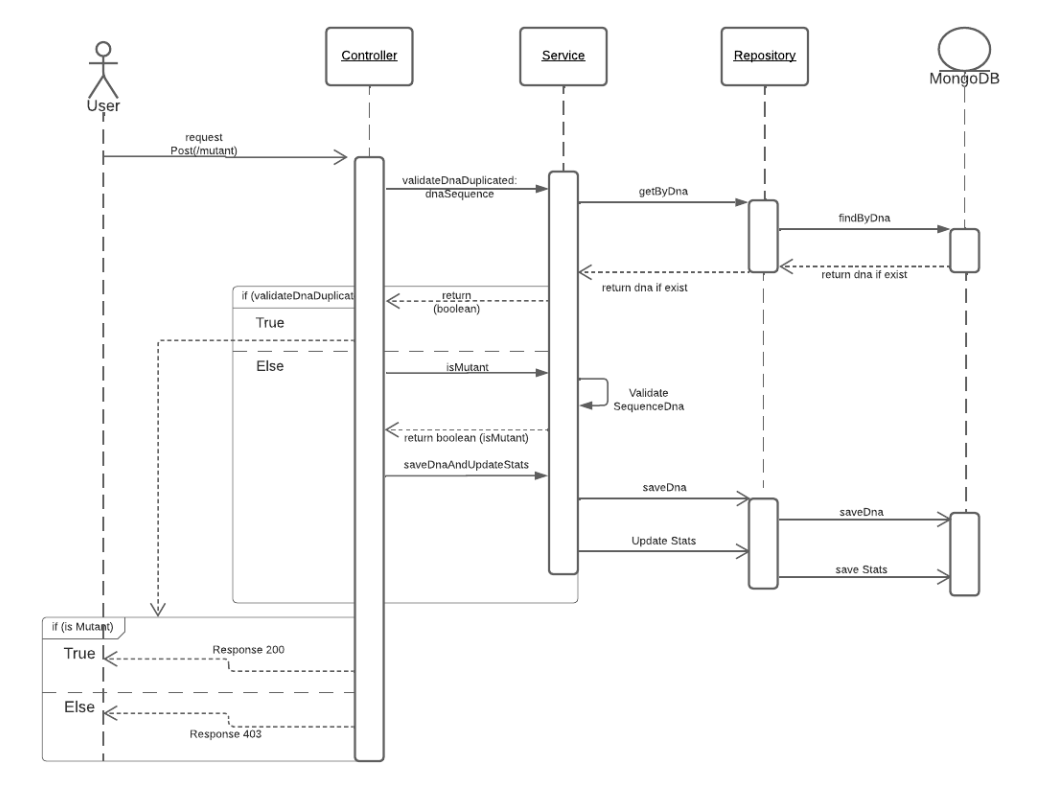 Controller
Service
Repository
MongoDB
User
request
Post(/mutant)
validateDnaDuplicated:
dnaSequence
getByDna
findByDna
return dna if exist
return dna if exist
if (validateDnaDuplicat
return
(boolean)
True
Else
isMutant
Validate
SequenceDna
return boolean (isMutant)
saveDnaAndUpdateStats
saveDna
saveDna
Update Stats
save Stats
if (is Mutant)
True
Response 200
Else
Response 403